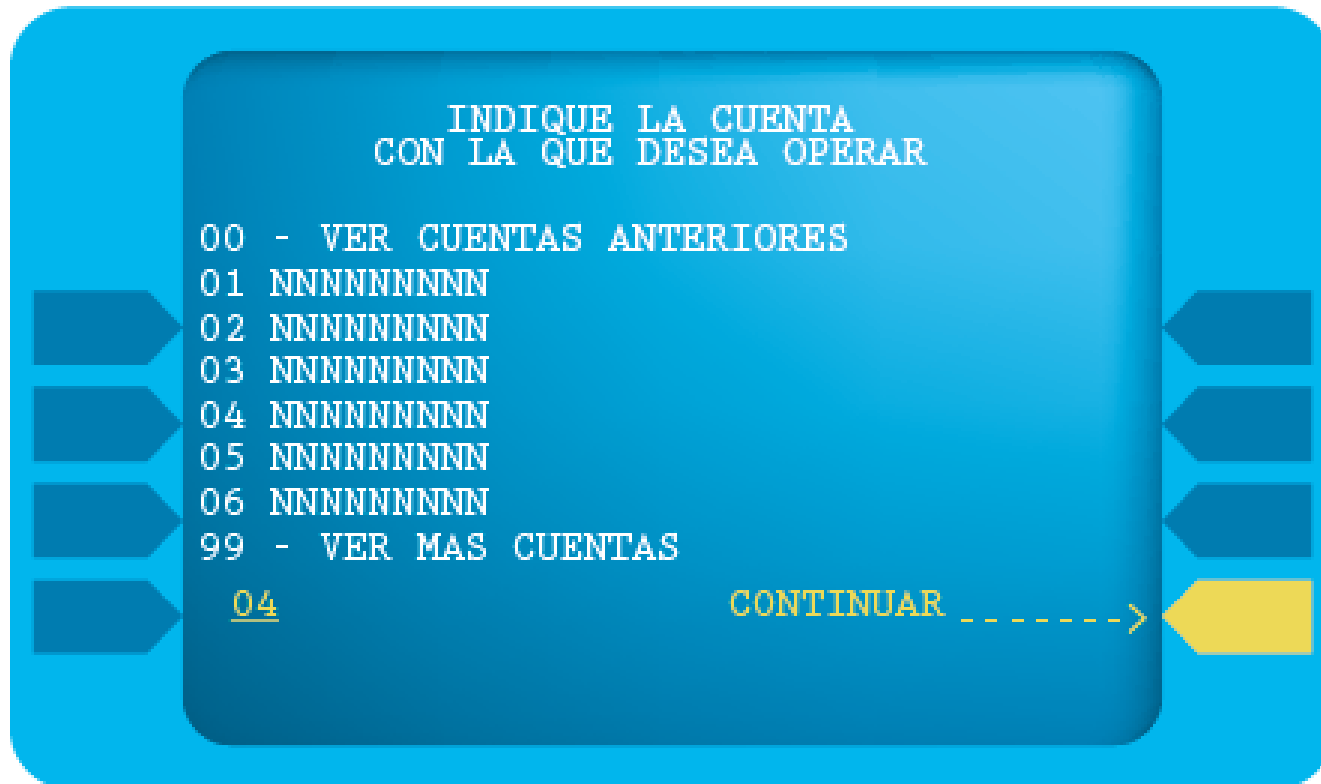 INDIQUE LA CUENTA
CON LA QUE DESEA OPERAR
00 - VER CUENTAS ANTERIORES
01 NNNNNNNNN
02 NNNNNNNNN
03 NNNNNNNNN
04 NNNNNNNNN
05 NNNNNNNNN
06 NNNNNNNNN
99 - VER MAS CUENTAS
04 CONTINUAR ------->